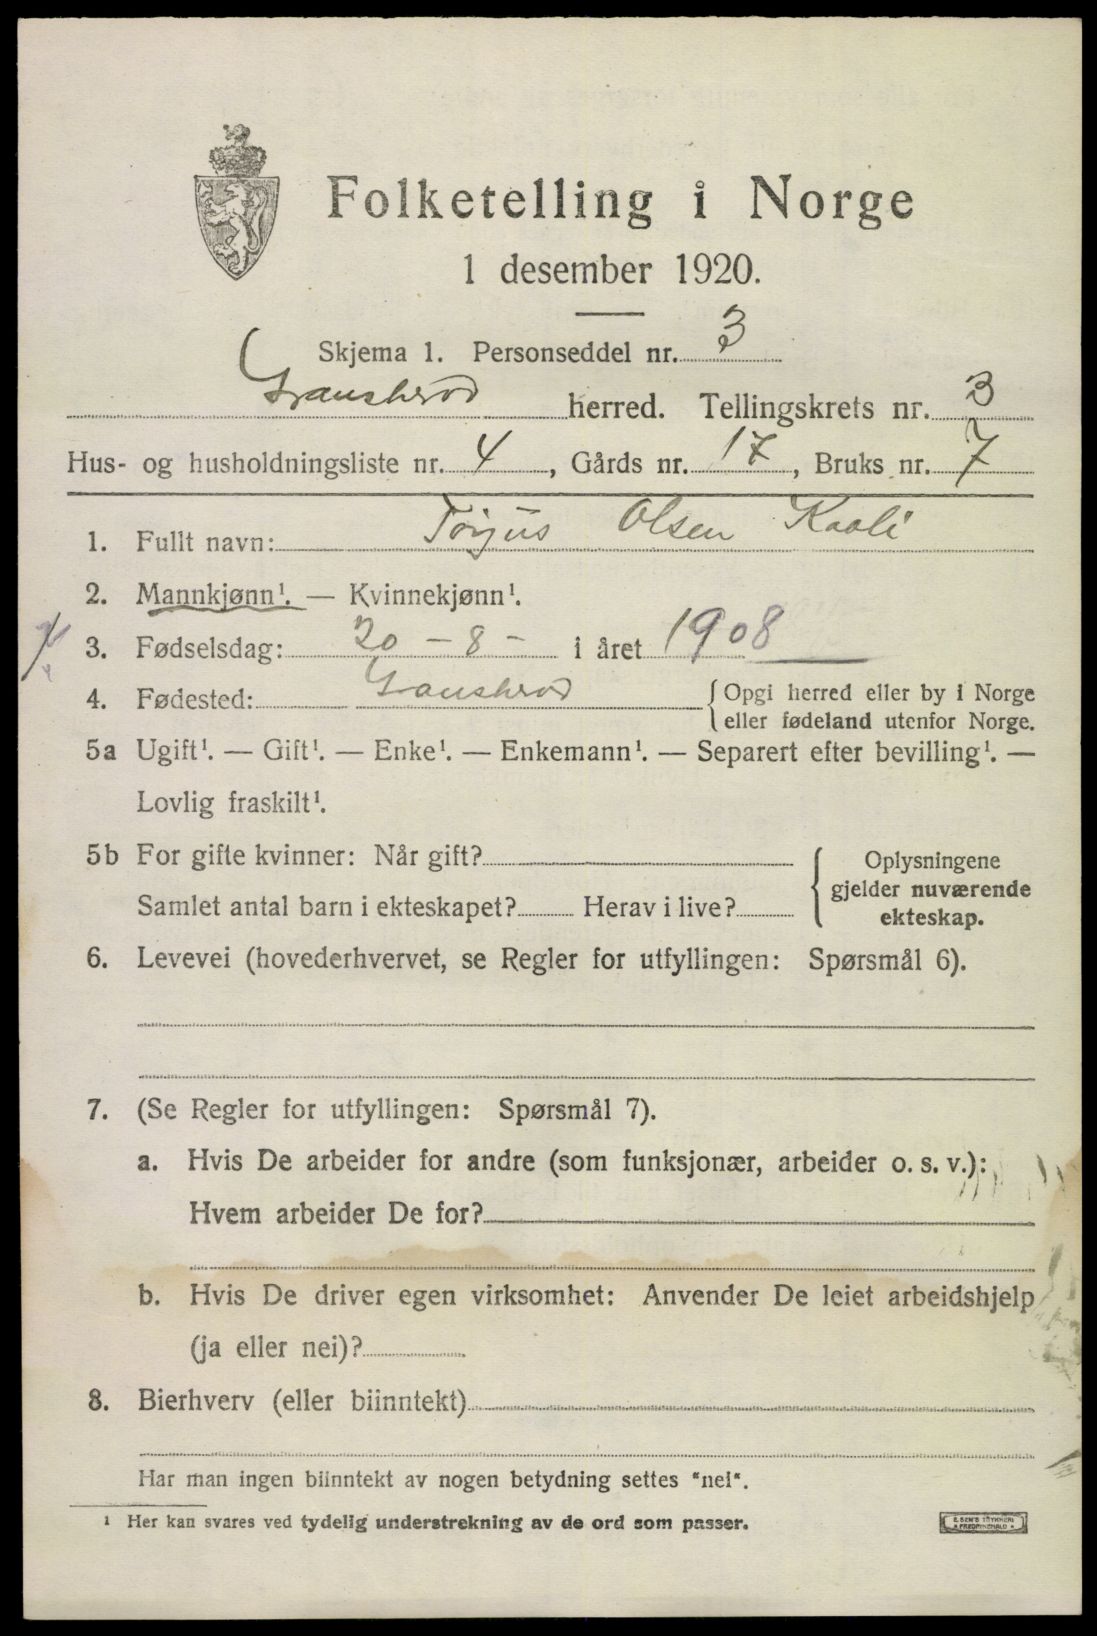 Folketelling i Norge
1 desember 1920.
Skjema 1. Personseddel nr. 3
Gransherød herred. Tellingskrets nr. 3
Hus- og husholdningsliste nr. 4, Gårds nr. 17, Bruks nr. 7
1. Fullt navn: Torjus Olsen Kaali
2. Mannkjønn¹. — Kvinnekjønn¹.
3. Fødselsdag: 20 - 8 - i året 1908
4. Fødested: Gransherød {Opgi herred eller by i Norge
eller fødeland utenfor Norge.
5a Ugift¹. — Gift¹. — Enke¹. — Enkemann¹. — Separert efter bevilling¹. —
Lovlig fraskilt¹.
5b For gifte kvinner: Når gift?
Samlet antal barn i ekteskapet? Herav i live?
{ Oplysningene
gjelder nuværende
ekteskap.
6. Levevei (hovederhvervet, se Regler for utfyllingen: Spørsmål 6).
7. (Se Regler for utfyllingen: Spørsmål 7).
a. Hvis De arbeider for andre (som funksjonær, arbeider o. s. v.):
Hvem arbeider De for?
b. Hvis De driver egen virksomhet: Anvender De leiet arbeidshjelp
(ja eller nei)?
8. Bierhverv (eller biinntekt)
Har man ingen biinntekt av nogen betydning settes "nei".
¹ Her kan svares ved tydelig understrekning av de ord som passer.